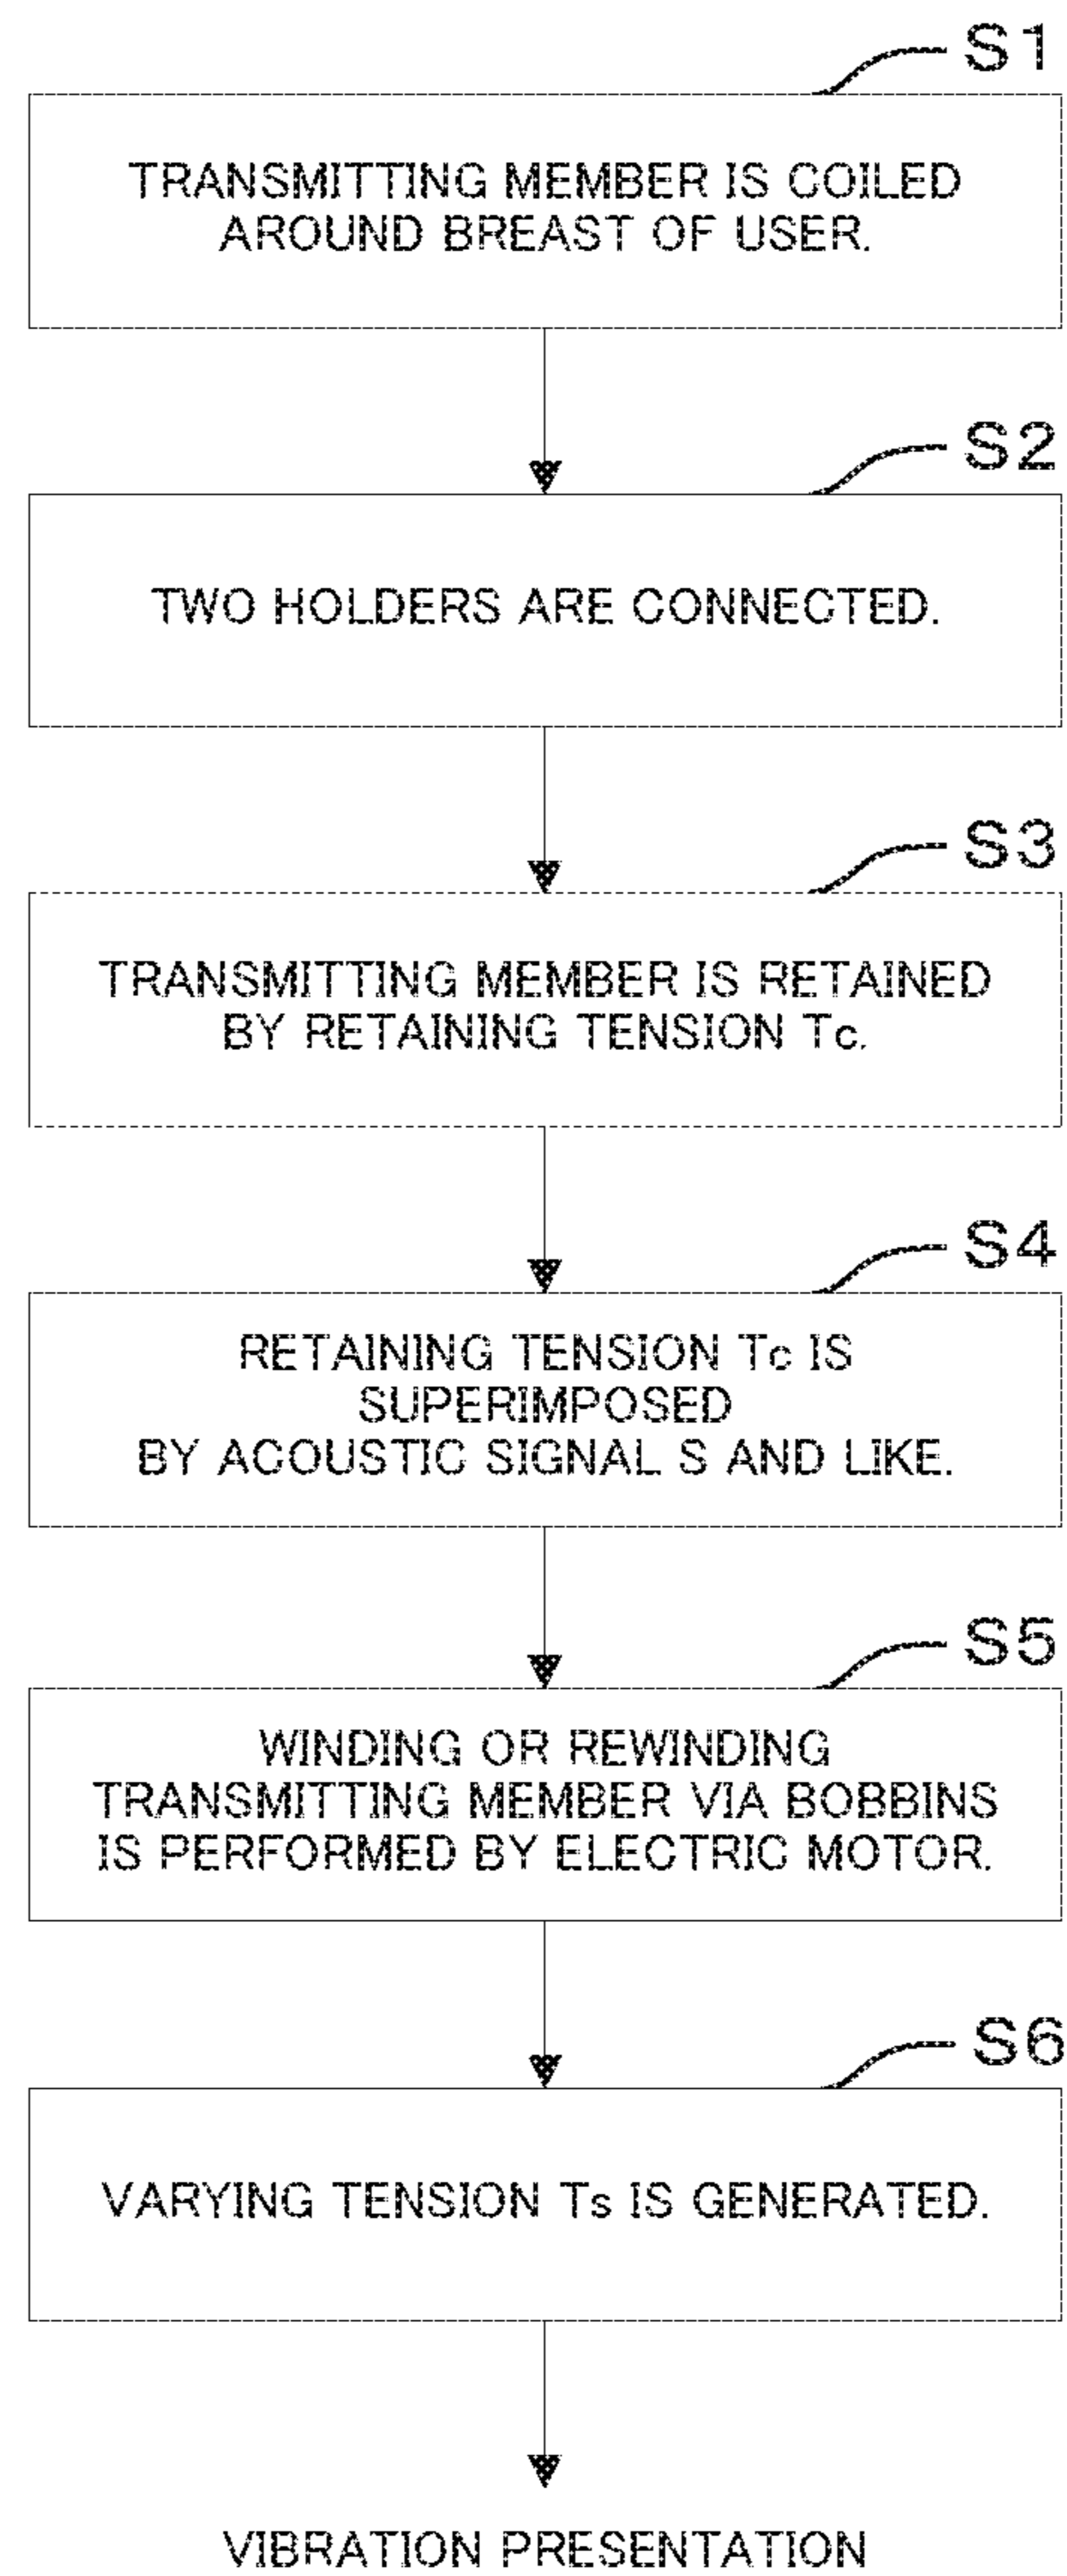 S1
TRANSMITTING MEMBER IS COILED
AROUND BREAST OF USER.
S2
TWO HOLDERS ARE CONNECTED.
S3
TRANSMITTING MEMBER IS RETAINED
BY RETAINING TENSION Tc.
S4
RETAINING TENSION Tc IS
SUPERIMPOSED
BY ACOUSTIC SIGNAL S AND LIKE.
S5
WINDING OR REWINDING
TRANSMITTING MEMBER VIA BOBBINS
IS PERFORMED BY ELECTRIC MOTOR.
S6
VARYING TENSION Ts IS GENERATED.
VIBRATION PRESENTATION